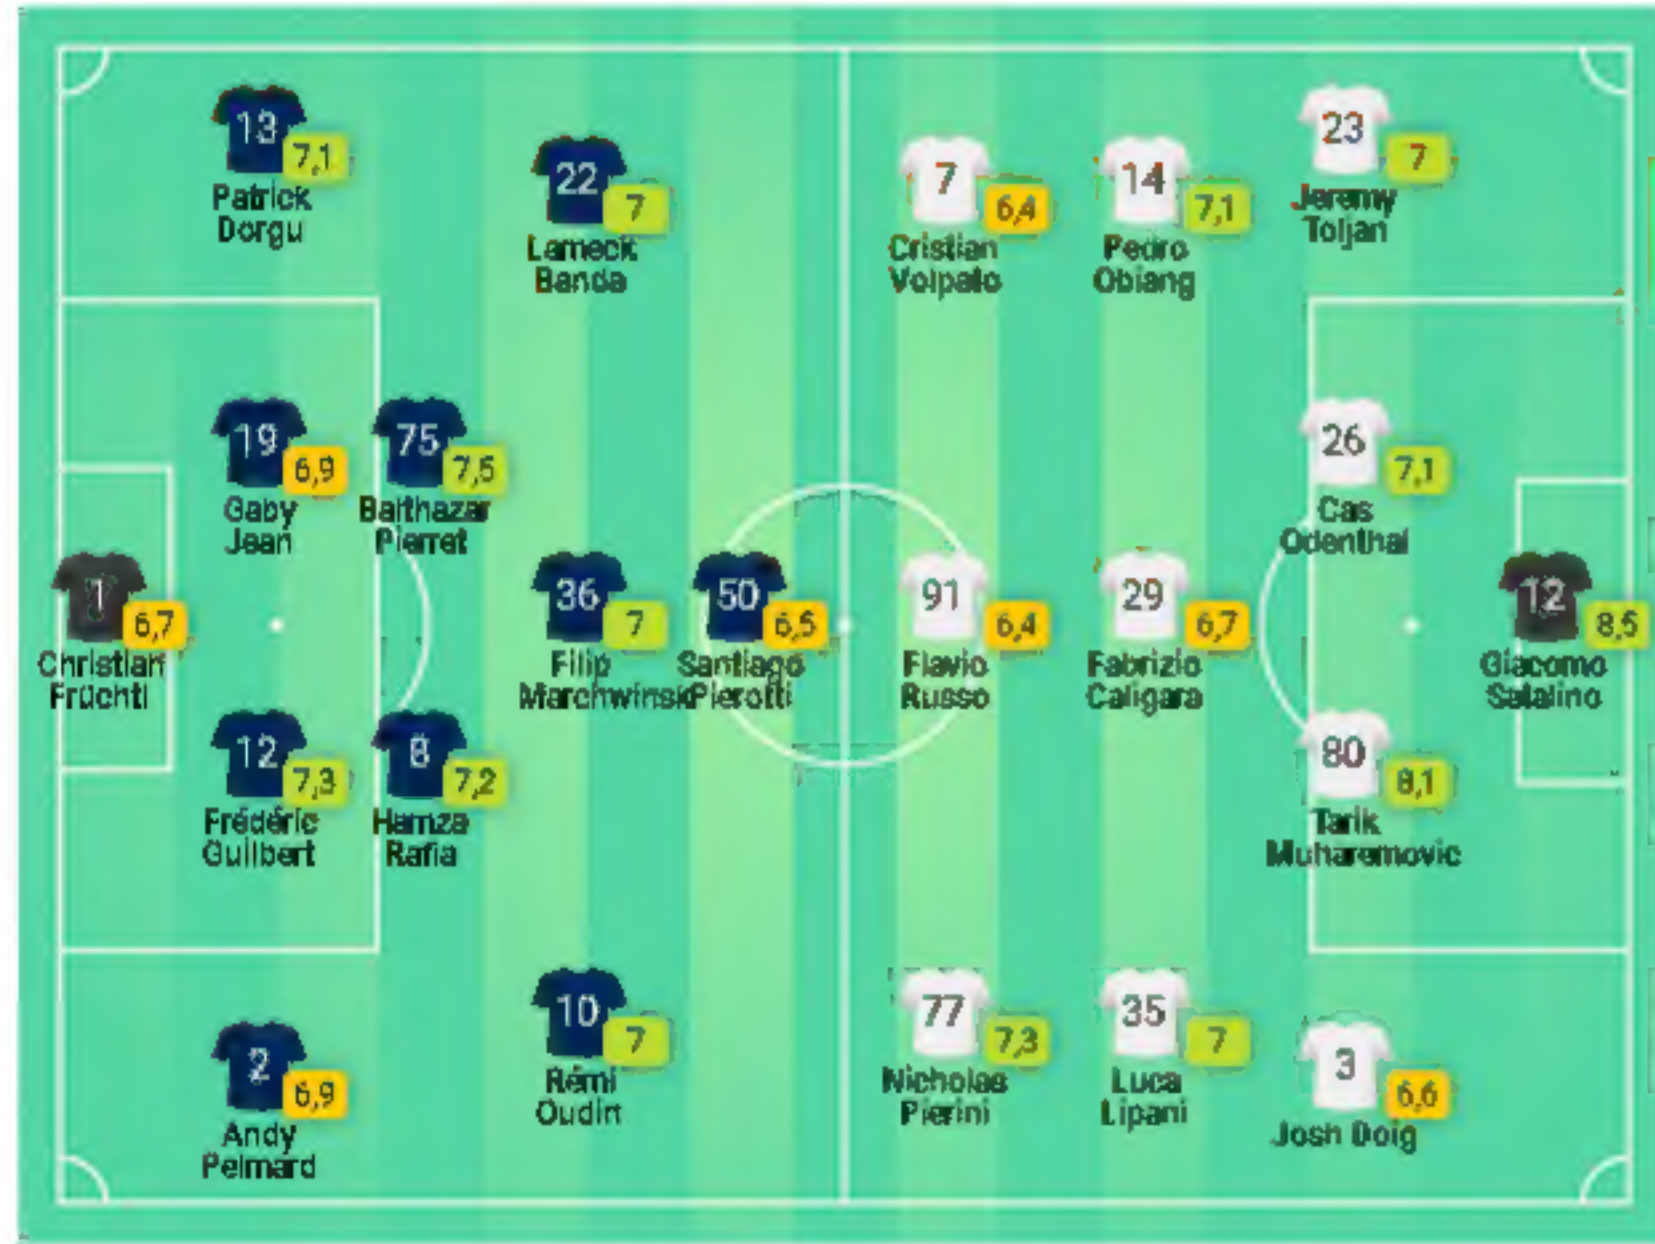 13
7,1
Patrick
Dorgu
22
7
Lameck
Banda
7
6,4
Cristian
Volpato
14
7,1
Pedro
Obiang
23
7
Jeremy
Toljan
19
6,9
Gaby
Jean
75
7,5
Balthazar
Pierret
26
7,1
Cas
Odenthal
1
6,7
Christian
Früchtl
36
7
Filip
Marchwinsk
50
6,5
Santiago
Pierotti
91
6,4
Flavio
Russo
29
6,7
Fabrizio
Caligara
12
8,5
Giacomo
Satalino
12
7,3
Frédéric
Guilbert
8
7,2
Hamza
Rafia
80
8,1
Tarik
Muharemovic
10
7
Rémi
Oudin
77
7,3
Nicholas
Pierini
35
7
Luca
Lipani
2
6,9
Andy
Pelmard
3
6,6
Josh Doig